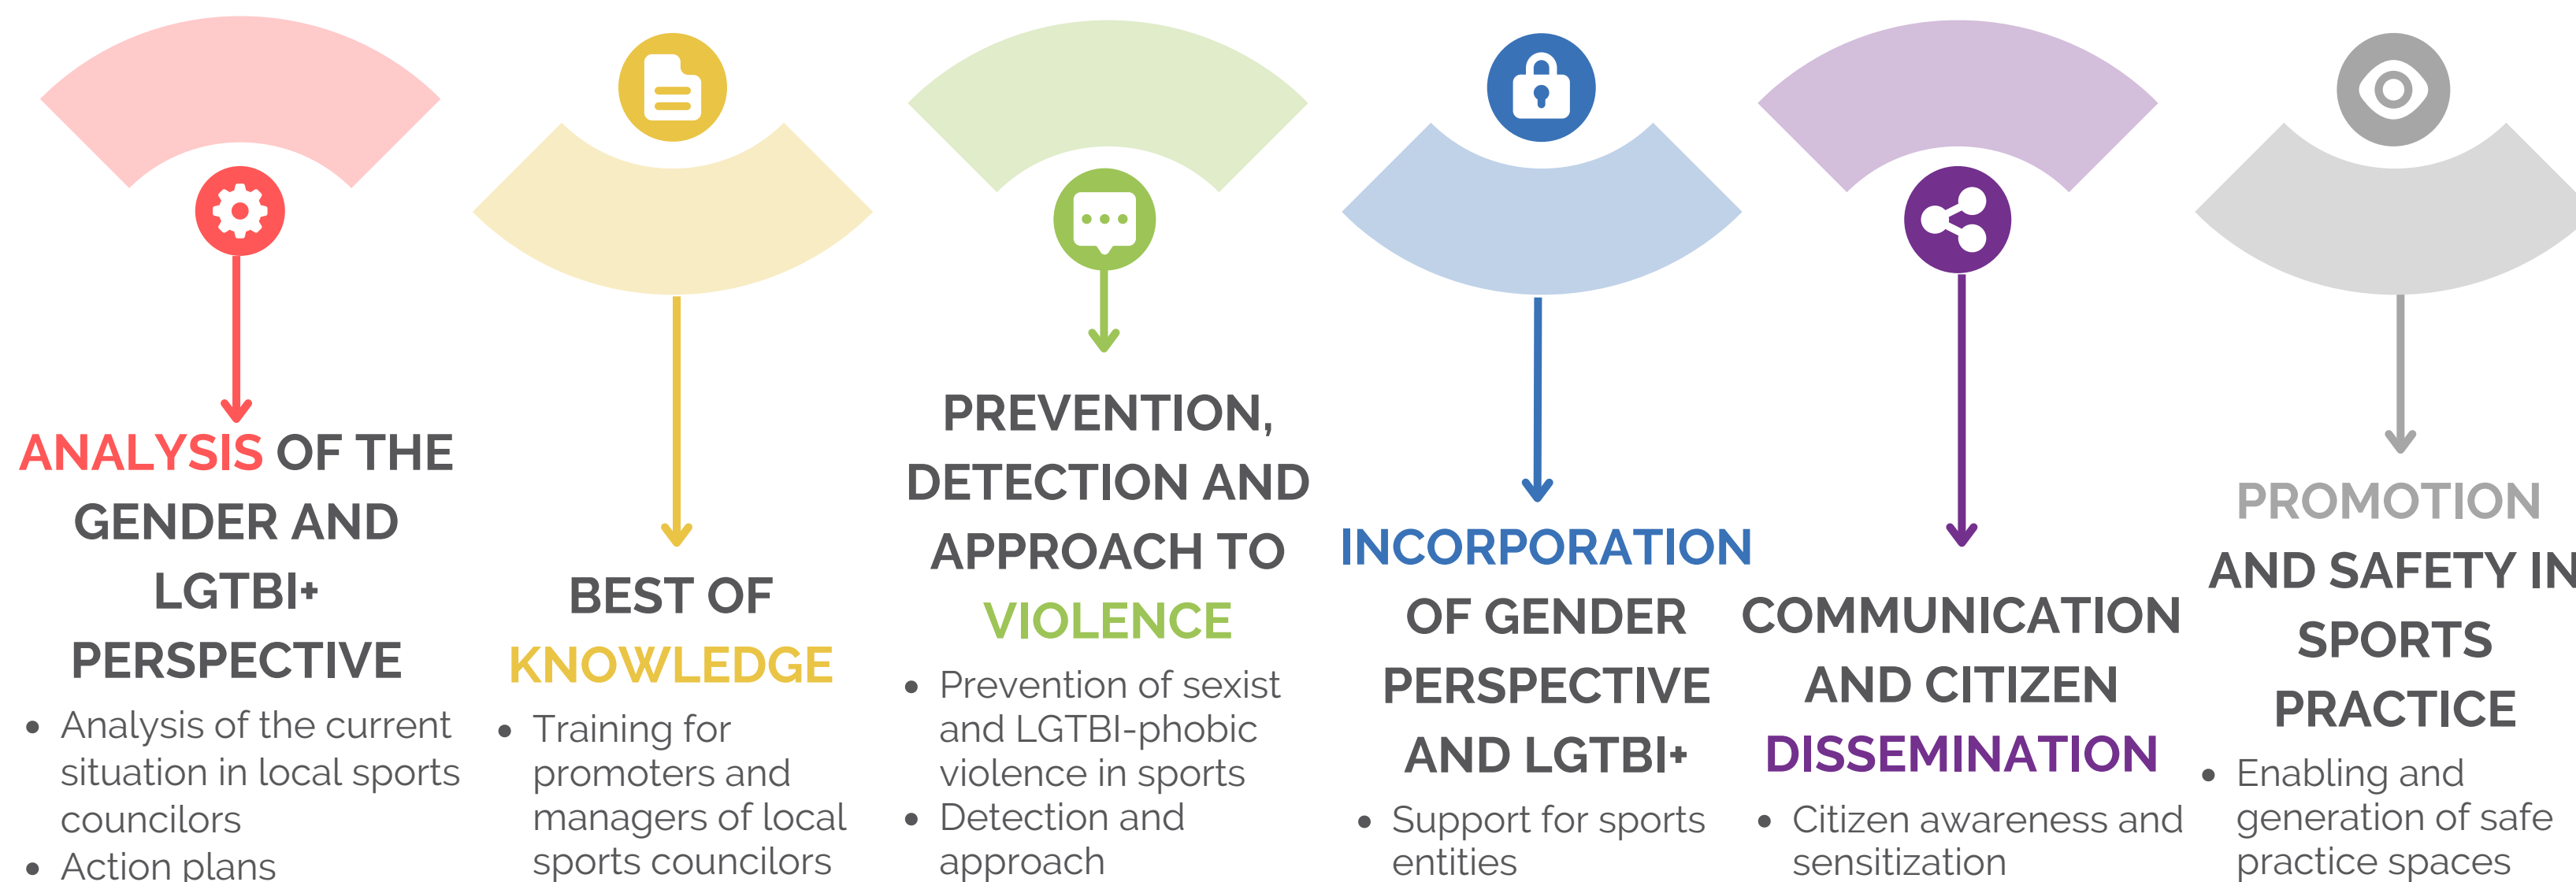 ANALYSIS OF THE
GENDER AND
LGTBI+
PERSPECTIVE
• Analysis of the current
situation in local sports
councilors
• Action plans
BEST OF
KNOWLEDGE
• Training for
promoters and
managers of local
sports councilors
PREVENTION,
DETECTION AND
APPROACH TO
VIOLENCE
• Prevention of sexist
and LGTBI-phobic
violence in sports
• Detection and
approach
INCORPORATION
OF GENDER
PERSPECTIVE
AND LGTBI+
• Support for sports
entities
COMMUNICATION
AND CITIZEN
DISSEMINATION
• Citizen awareness and
sensitization
PROMOTION
AND SAFETY IN
SPORTS
PRACTICE
• Enabling and
generation of safe
practice spaces